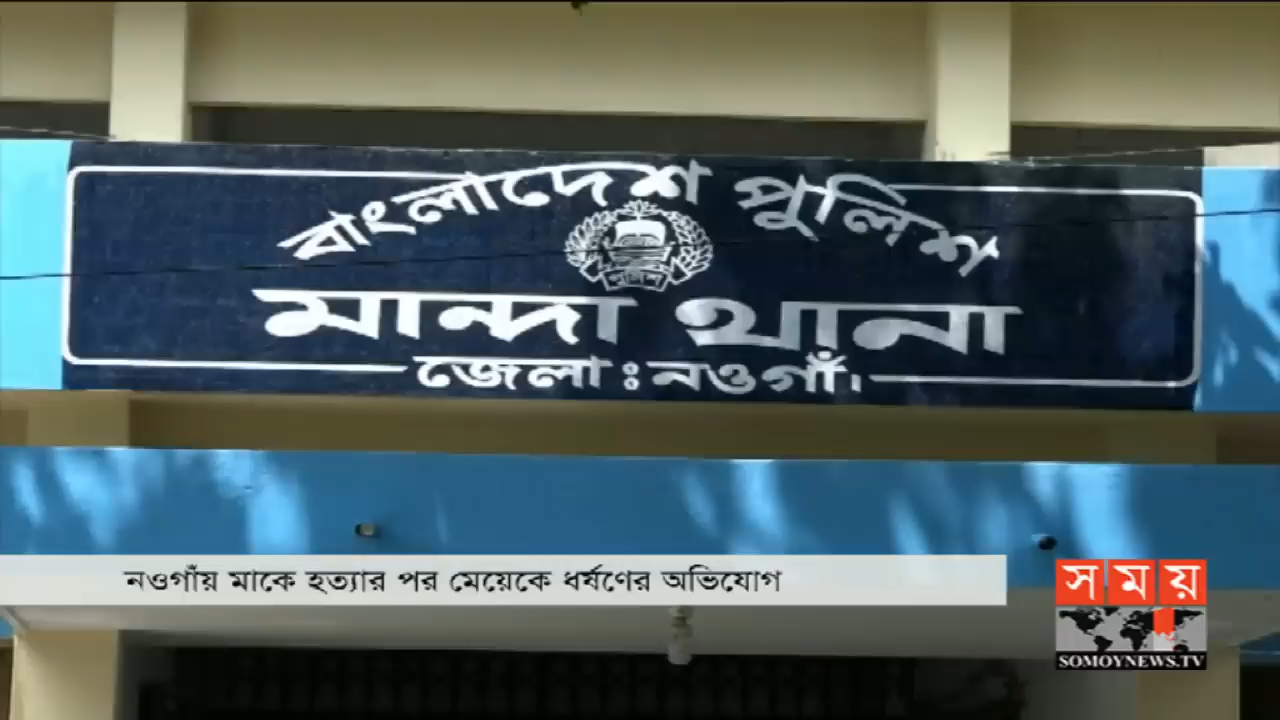 বাংলাদেশ পুলিশ
পুলিশ
মান্দা থানা
জেলা : নওগাঁ।
নওগাঁয় মাকে হত্যার পর মেয়েকে ধর্ষণের অভিযোগ
সময়
SOMOYNEWS.TV